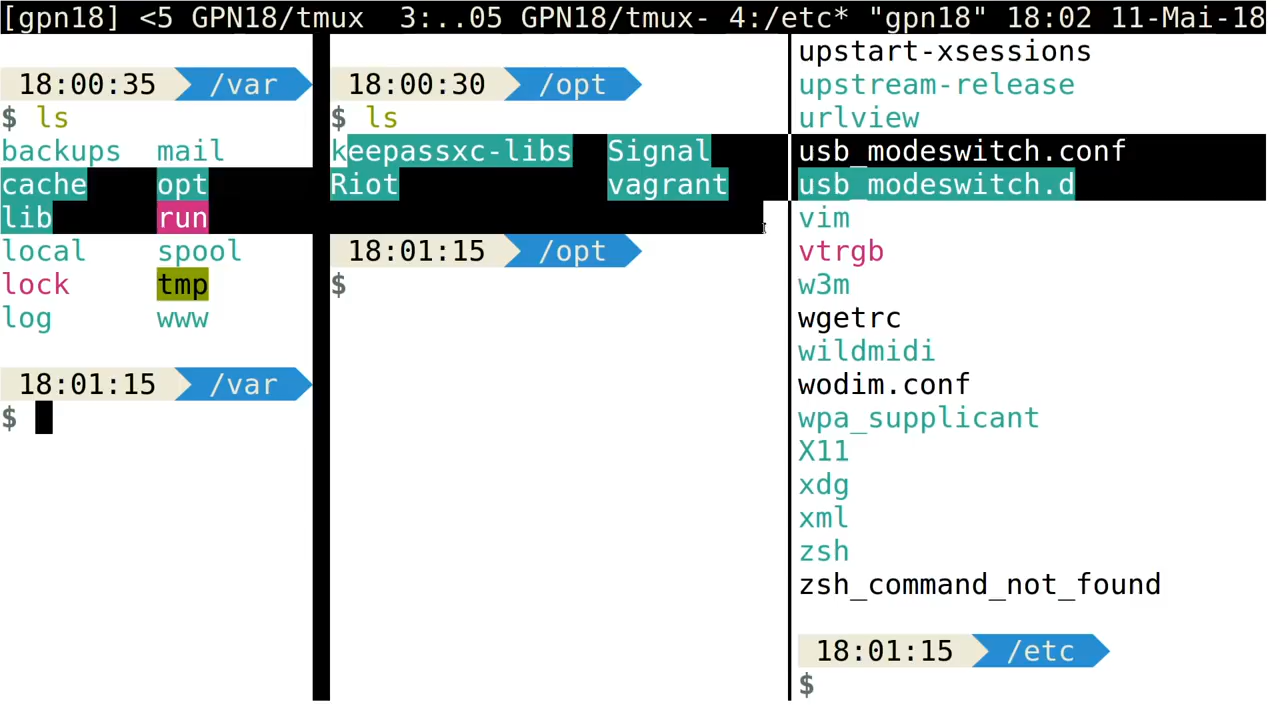 [gpn18] <5 GPN18/tmux  3:..05 GPN18/tmux- 4:/etc* "gpn18" 18:02 11-Mai-18
18:00:35 /var
$ ls
backups mail
cache opt
lib run
local spool
lock tmp
log www
18:01:15 /var
$
18:00:30 /opt
$ ls
keepassxc-libs Signal
Riot vagrant
18:01:15 /opt
$
upstart-xsessions
upstream-release
urlview
usb_modeswitch.conf
usb_modeswitch.d
vim
vtrgb
w3m
wgetrc
wildmidi
wodim.conf
wpa_supplicant
X11
xdg
xml
zsh
zsh_command_not_found
18:01:15 /etc
$